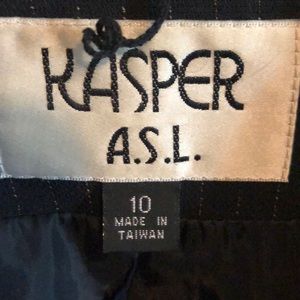 KASPER
A.S.L.
10
MADE IN
TAIWAN